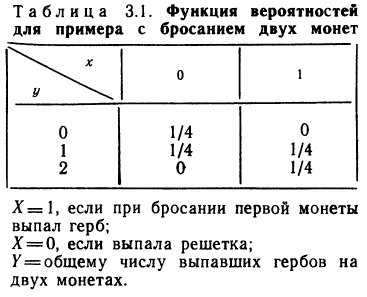 Таблица 3.1. Функция вероятностей
для примера с бросанием двух монет
x
y
0 1
0 1/4 0
1 1/4 1/4
2 0 1/4
X=1, если при бросании первой монеты
выпал герб;
X=0, если выпала решетка;
Y=общему числу выпавших гербов на
двух монетах.